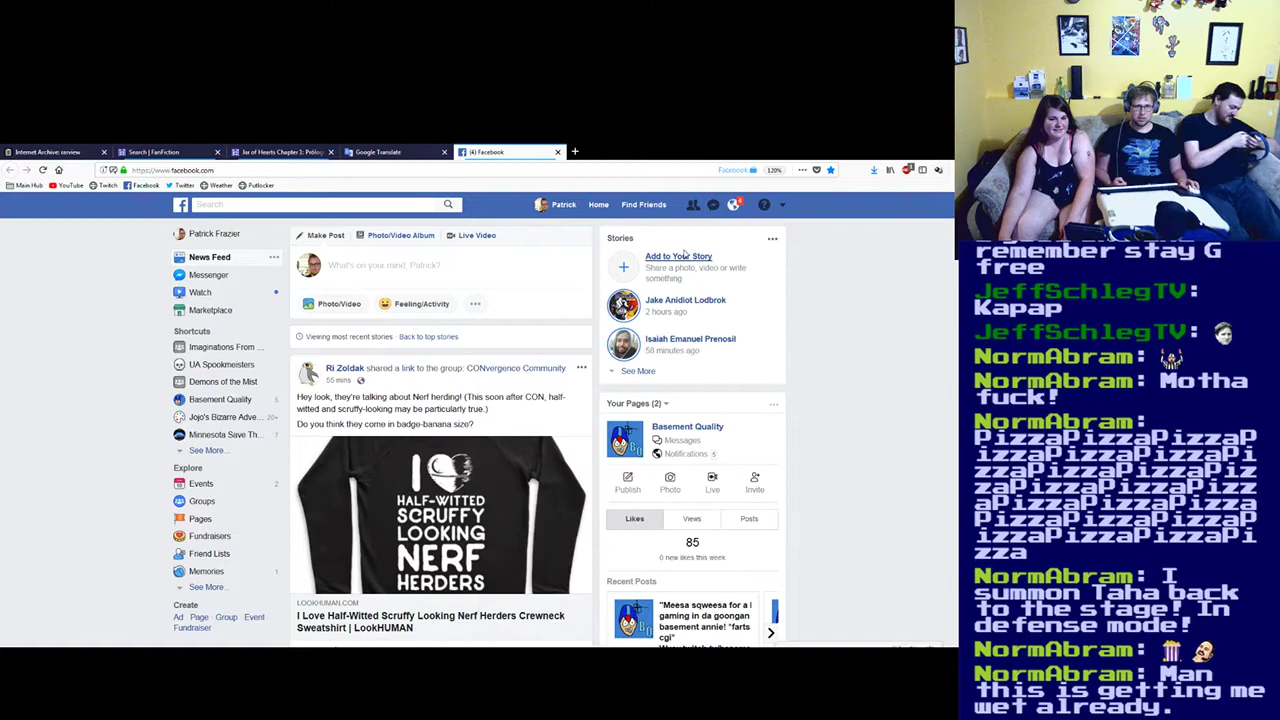 Internet Archive: rarview
Search | FanFiction
Jar of Hearts Chapter 1: Prolog
Google Translate
(4) Facebook
https://www.facebook.com
Facebook
120%
Main Hub
YouTube
Twitch
Facebook
Twitter
Weather
Putlocker
Search
Patrick
Home
Find Friends
Patrick Frazier
News Feed
Messenger
Watch
Marketplace
Shortcuts
Imaginations From ...
UA Spookmeisters
Demons of the Mist
Basement Quality 5
Jojo's Bizarre Adve... 20+
Minnesota Save Th... 7
See More...
Explore
Events 2
Groups
Pages
Fundraisers
Friend Lists
Memories 1
See More...
Create
Ad Page Group Event
Fundraiser
Make Post
Photo/Video Album
Live Video
What's on your mind, Patrick?
Photo/Video
Feeling/Activity
Viewing most recent stories · Back to top stories
Ri Zoldak shared a link to the group: CONvergence Community
55 mins
Hey look, they're talking about Nerf herding! (This soon after CON, half-
witted and scruffy-looking may be particularly true.)
Do you think they come in badge-banana size?
I
HALF-WITTED
SCRUFFY
LOOKING
NERF
HERDERS
LOOKHUMAN.COM
I Love Half-Witted Scruffy Looking Nerf Herders Crewneck
Sweatshirt | LookHUMAN
Stories
Add to Your Story
Share a photo, video or write
something
Jake Anidiot Lodbrok
2 hours ago
Isaiah Emanuel Prenosil
58 minutes ago
See More
Your Pages (2)
Basement Quality
Messages
Notifications 5
Publish
Photo
Live
Invite
Likes
Views
Posts
85
0 new likes this week
Recent Posts
"Meesa sqweesa for a l
gaming in da goongan
basement annie! *farts
cgi*
remember stay G
free
JeffSchlegTV:
Kapap
JeffSchlegTV:
NormAbram:
NormAbram: Motha
fuck!
NormAbram:
PizzaPizzaPizzaP
izzaPizzaPizzaPi
zzaPizzaPizzaPiz
zaPizzaPizzaPizz
aPizzaPizzaPizza
PizzaPizzaPizzaP
izzaPizzaPizzaPi
zza
NormAbram: I
summon Taha back
to the stage! In
defense mode!
NormAbram:
NormAbram: Man
this is getting me
wet already.